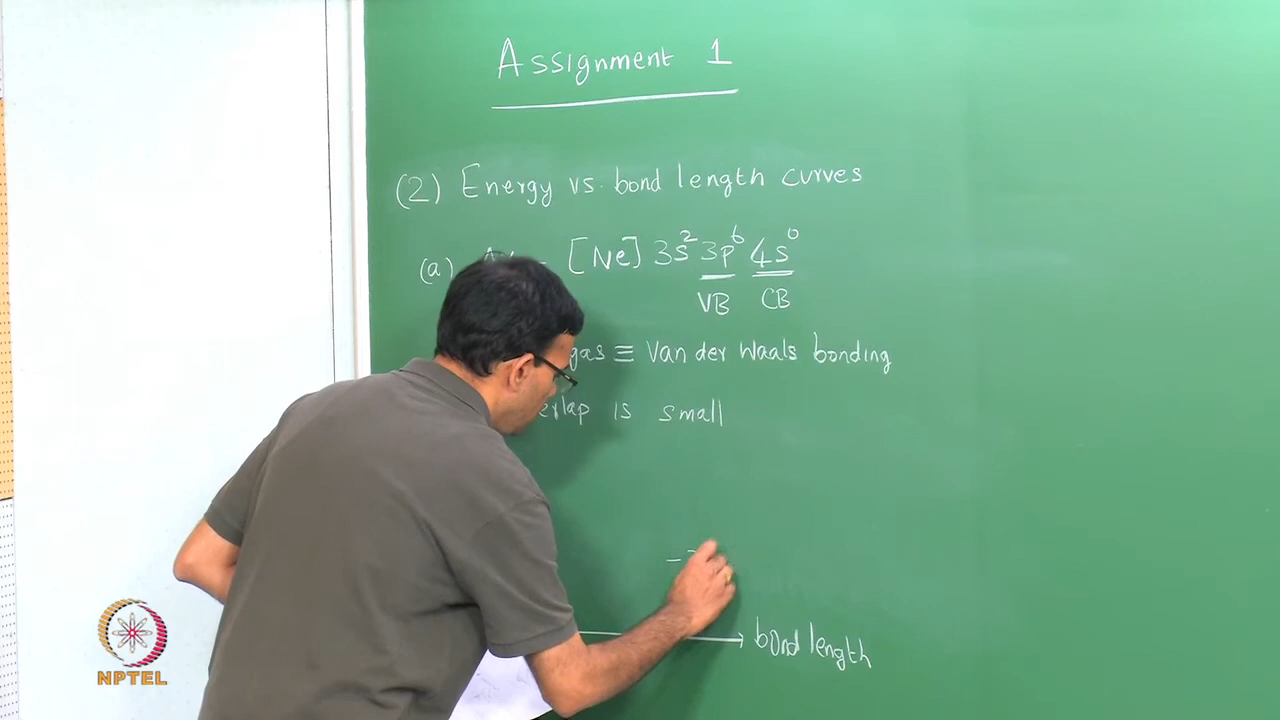 Assignment 1
(2) Energy vs. bond length curves
(a) [Ne] 3s² 3p⁶ 4s⁰
VB CB
gas ≡ Van der Waals bonding
erlap is small
bond length
NPTEL